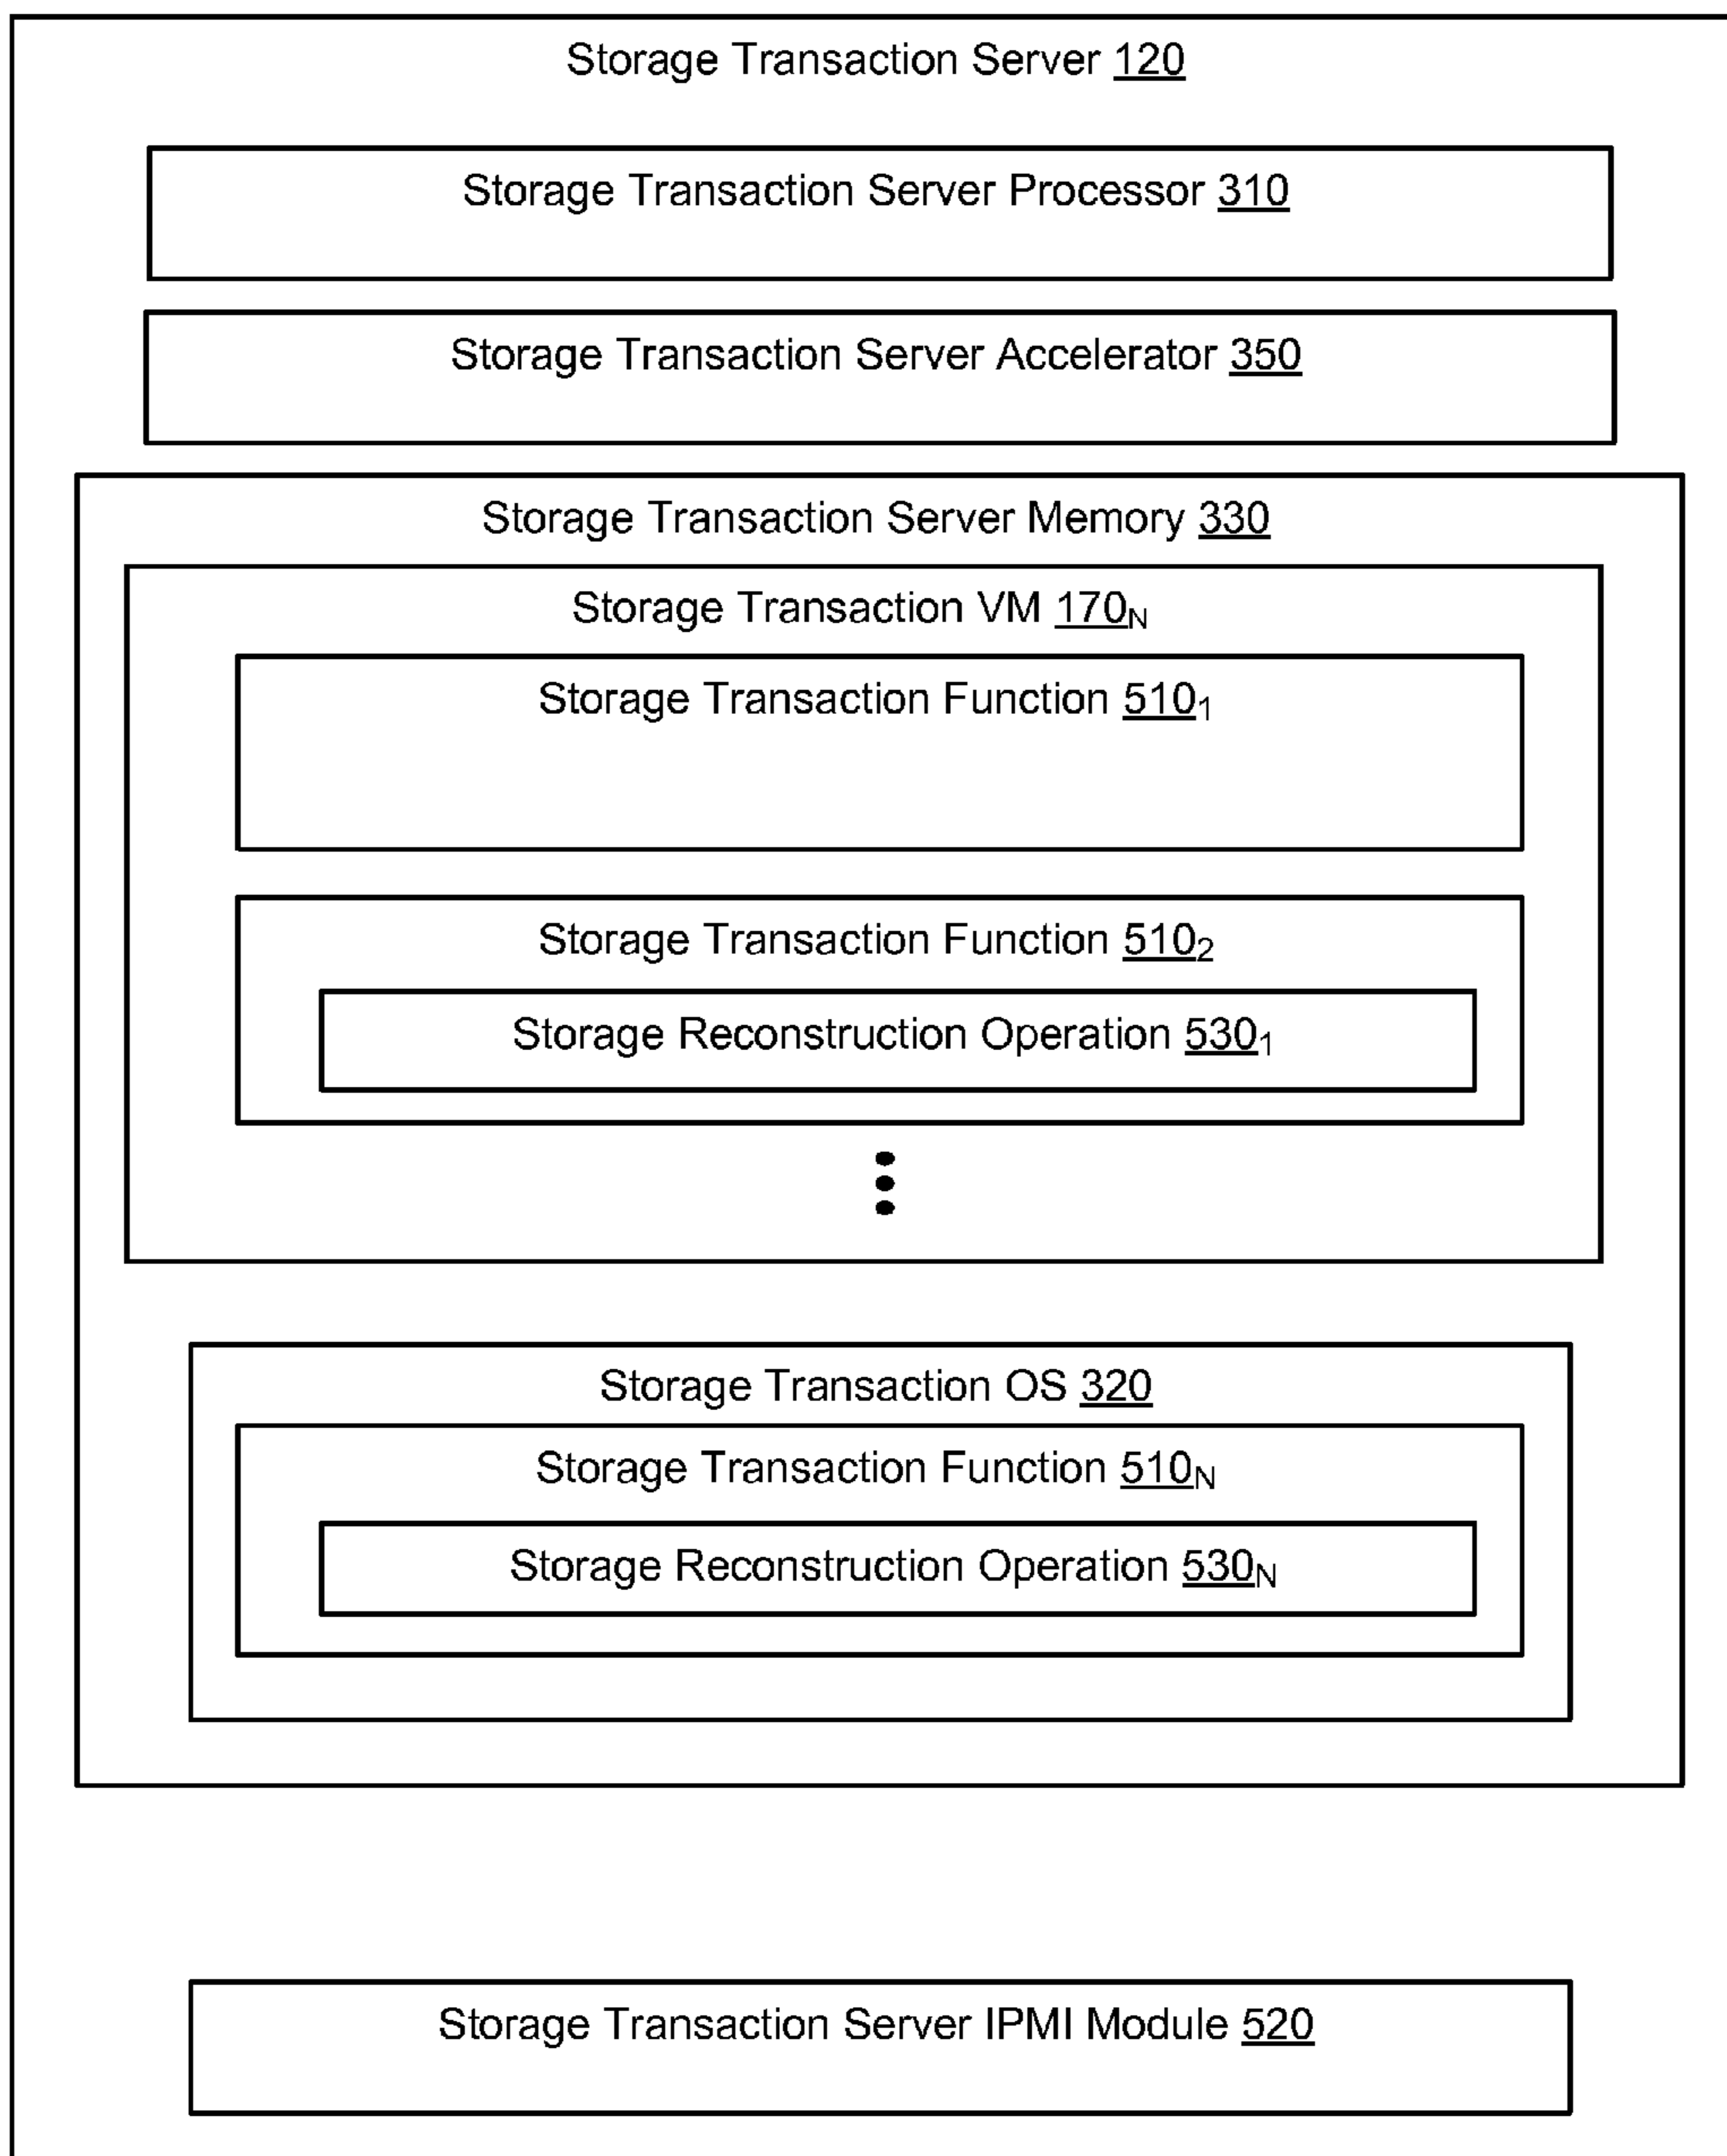 Storage Transaction Server 120
Storage Transaction Server Processor 310
Storage Transaction Server Accelerator 350
Storage Transaction Server Memory 330
Storage Transaction VM 170N
Storage Transaction Function 5101
Storage Transaction Function 5102
Storage Reconstruction Operation 5301
Storage Transaction OS 320
Storage Transaction Function 510N
Storage Reconstruction Operation 530N
Storage Transaction Server IPMI Module 520